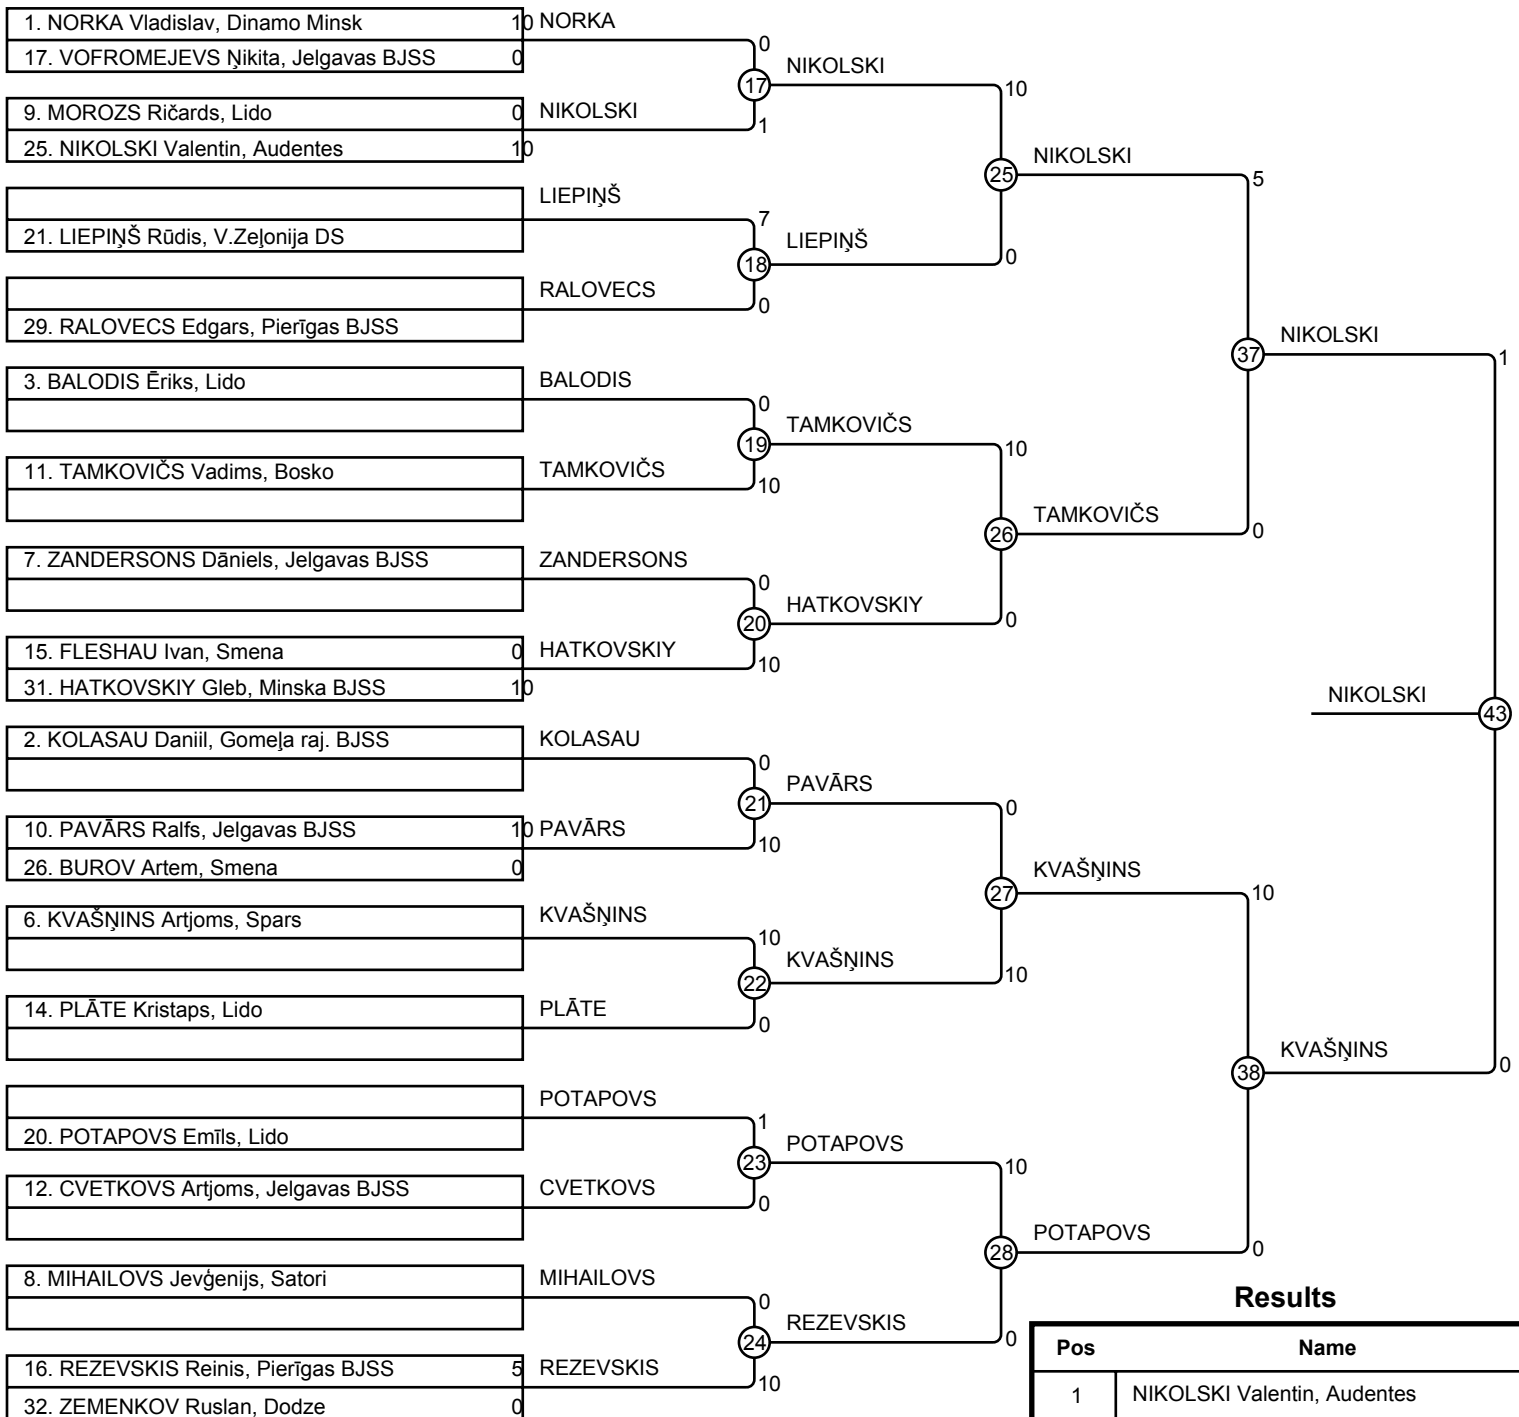 1. NORKA Vladislav, Dinamo Minsk 10
17. VOFROMEJEVS Ņikita, Jelgavas BJSS 0
9. MOROZS Ričards, Lido 0
25. NIKOLSKI Valentin, Audentes 10
21. LIEPIŅŠ Rūdis, V.Zeļonija DS
29. RALOVECS Edgars, Pierīgas BJSS
3. BALODIS Ēriks, Lido
11. TAMKOVIČS Vadims, Bosko
7. ZANDERSONS Dāniels, Jelgavas BJSS
15. FLESHAU Ivan, Smena 0
31. HATKOVSKIY Gleb, Minska BJSS 10
2. KOLASAU Daniil, Gomeļa raj. BJSS
10. PAVĀRS Ralfs, Jelgavas BJSS 10
26. BUROV Artem, Smena 0
6. KVAŠŅINS Artjoms, Spars
14. PLĀTE Kristaps, Lido
20. POTAPOVS Emīls, Lido
12. CVETKOVS Artjoms, Jelgavas BJSS
8. MIHAILOVS Jevģenijs, Satori
16. REZEVSKIS Reinis, Pierīgas BJSS 5
32. ZEMENKOV Ruslan, Dodze 0
NORKA 0
17
NIKOLSKI 1
LIEPIŅŠ 7
18
RALOVECS 0
BALODIS 0
19
TAMKOVIČS 10
ZANDERSONS 0
20
HATKOVSKIY 10
KOLASAU 0
21
PAVĀRS 10
KVAŠŅINS 10
22
PLĀTE 0
POTAPOVS 1
23
CVETKOVS 0
MIHAILOVS 0
24
REZEVSKIS 10
NIKOLSKI 10
25
LIEPIŅŠ 0
TAMKOVIČS 10
26
HATKOVSKIY 0
PAVĀRS 0
27
KVAŠŅINS 10
POTAPOVS 10
28
REZEVSKIS 0
NIKOLSKI 5
37
TAMKOVIČS 0
KVAŠŅINS 10
38
POTAPOVS 0
NIKOLSKI 1
NIKOLSKI 43
KVAŠŅINS 0
Results
Pos Name
1 NIKOLSKI Valentin, Audentes